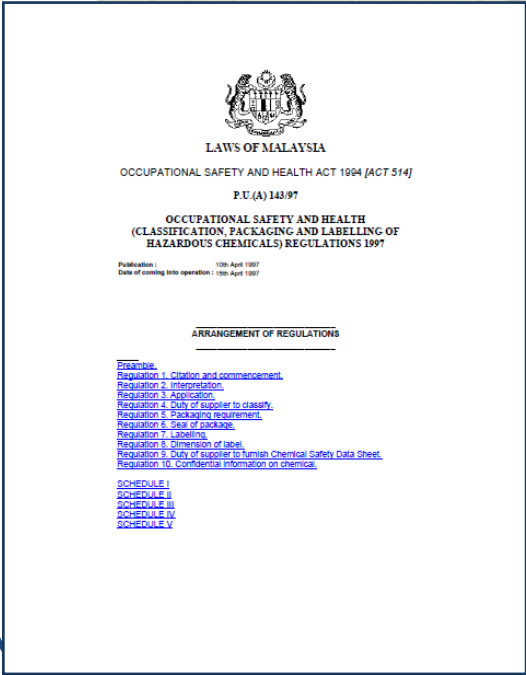 LAWS OF MALAYSIA
OCCUPATIONAL SAFETY AND HEALTH ACT 1994 [ACT 514]
P.U.(A) 143/97
OCCUPATIONAL SAFETY AND HEALTH
(CLASSIFICATION, PACKAGING AND LABELLING OF
HAZARDOUS CHEMICALS) REGULATIONS 1997
Publication : 10th April 1997
Date of coming into operation : 15th April 1997
ARRANGEMENT OF REGULATIONS
Preamble.
Regulation 1. Citation and commencement.
Regulation 2. Interpretation.
Regulation 3. Application.
Regulation 4. Duty of supplier to classify.
Regulation 5. Packaging requirement.
Regulation 6. Seal of package.
Regulation 7. Labelling.
Regulation 8. Dimension of label.
Regulation 9. Duty of supplier to furnish Chemical Safety Data Sheet.
Regulation 10. Confidential information on chemical.
SCHEDULE I
SCHEDULE II
SCHEDULE III
SCHEDULE IV
SCHEDULE V